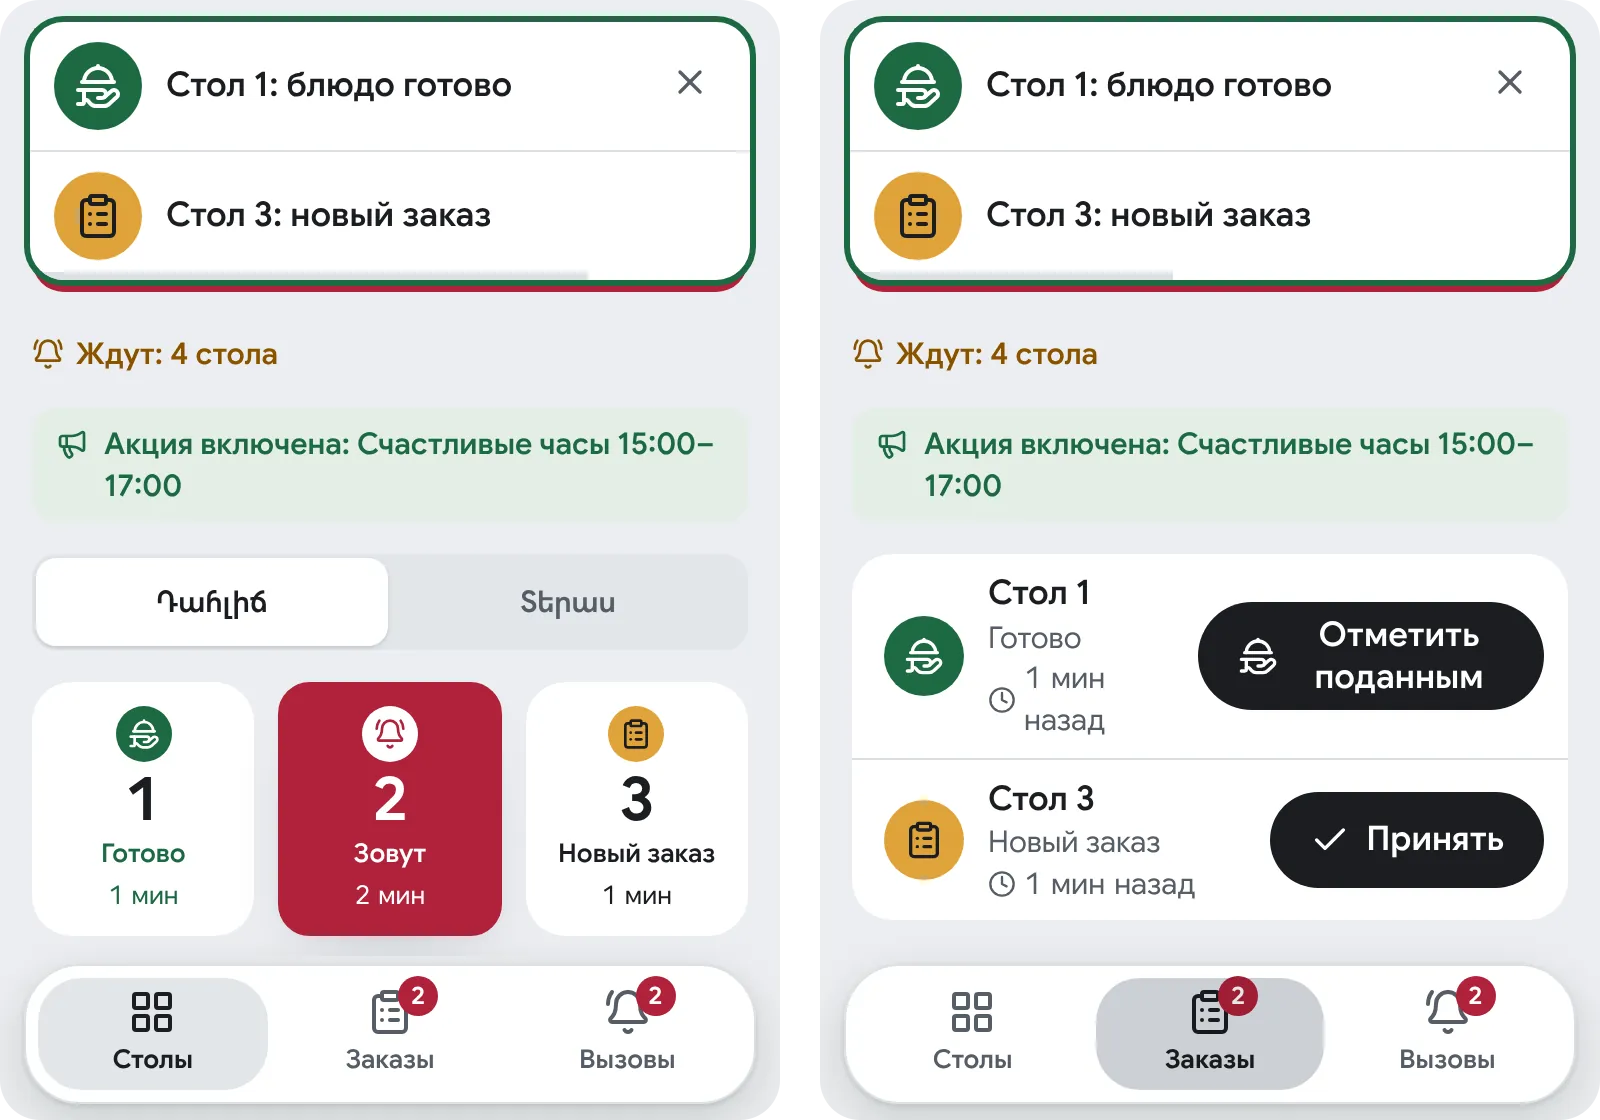 Стол 1: блюдо готово
Стол 3: новый заказ
Ждут: 4 стола
Акция включена: Счастливые часы 15:00–
17:00
Դահլիճ
Տերաս
1
Готово
1 мин
2
Зовут
2 мин
3
Новый заказ
1 мин
Столы
2
Заказы
2
Вызовы
Стол 1: блюдо готово
Стол 3: новый заказ
Ждут: 4 стола
Акция включена: Счастливые часы 15:00–
17:00
Стол 1
Готово
1 мин
назад
Отметить
поданным
Стол 3
Новый заказ
1 мин назад
Принять
Столы
2
Заказы
2
Вызовы